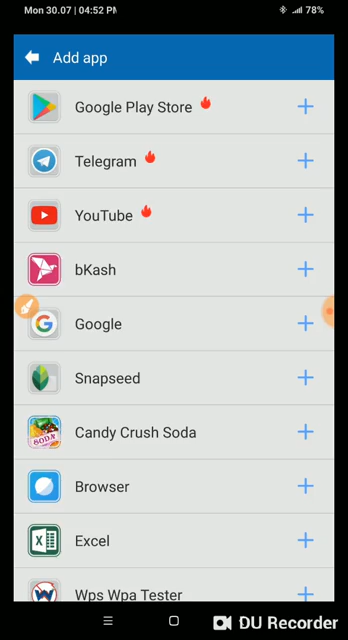 Mon 30.07 | 04:52 PM
78%
Add app
Google Play Store
Telegram
YouTube
bKash
Google
Snapseed
SODA
Candy Crush Soda
Browser
X
Excel
W
Wps Wpa Tester
DU Recorder